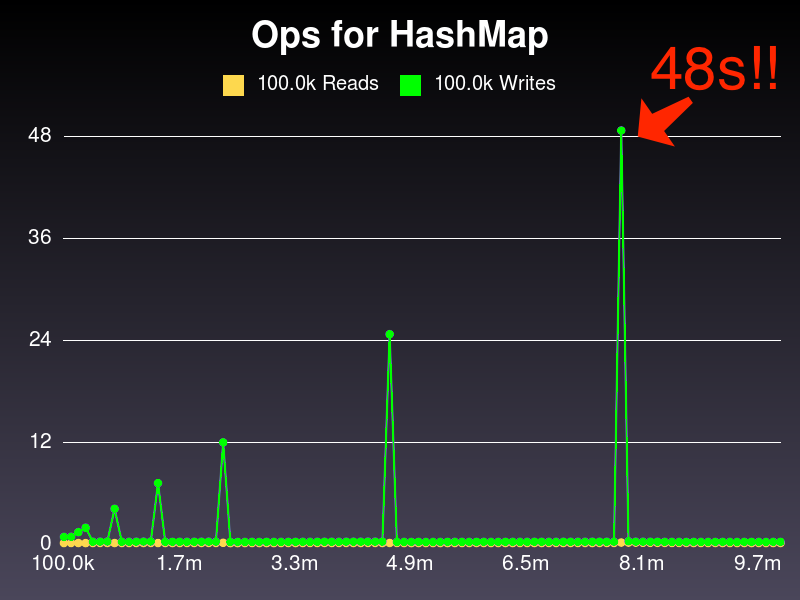 Ops for HashMap
100.0k Reads 100.0k Writes
48s!!
48
36
24
12
0
100.0k 1.7m 3.3m 4.9m 6.5m 8.1m 9.7m